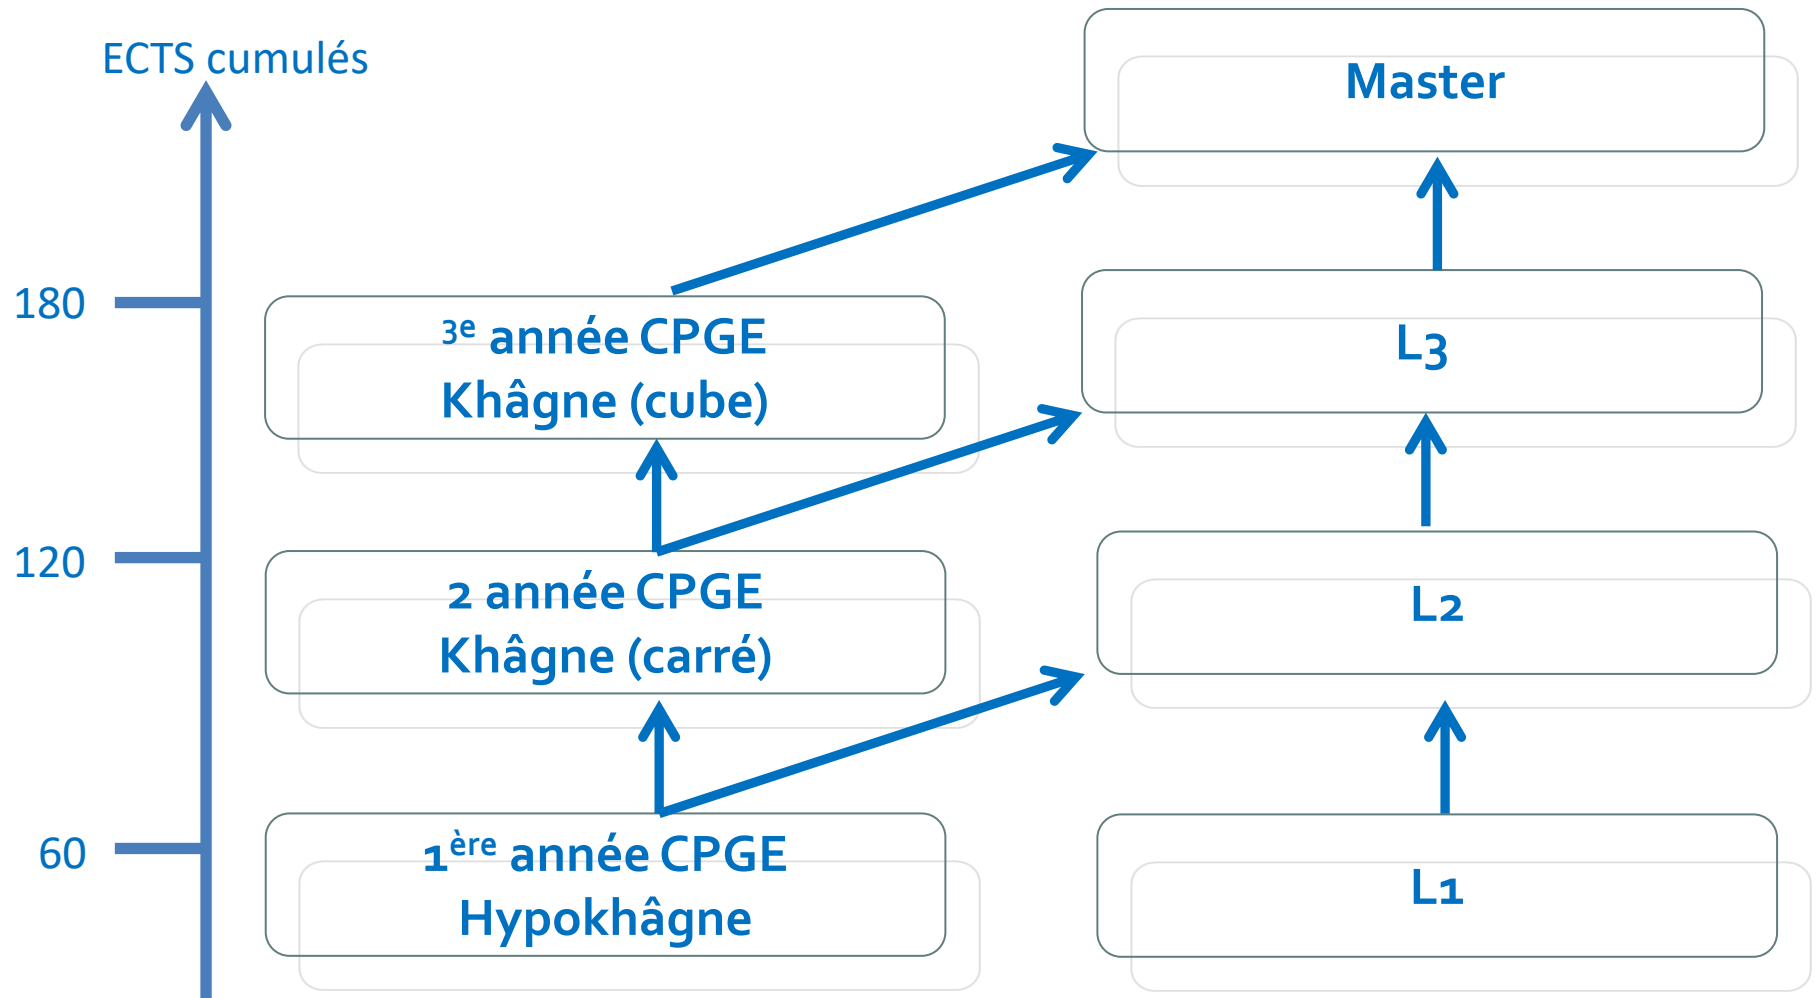 ECTS cumulés
Master
180
3e année CPGE
Khâgne (cube)
L3
120
2 année CPGE
Khâgne (carré)
L2
60
1ère année CPGE
Hypokhâgne
L1